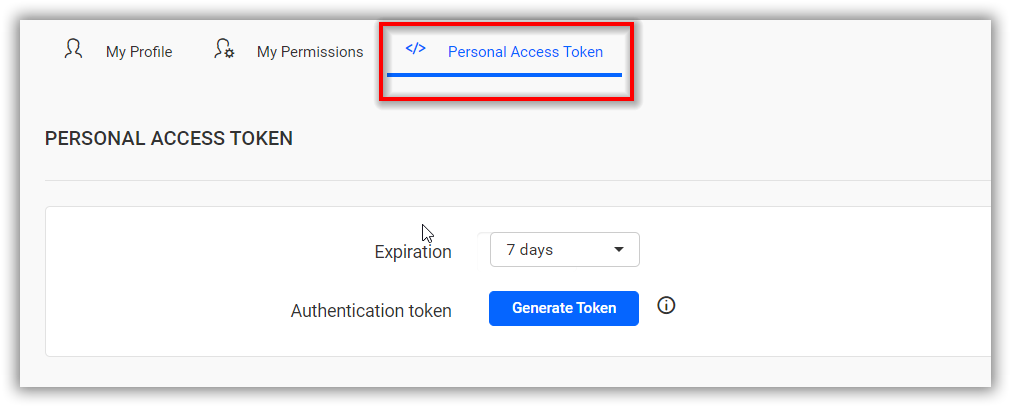 My Profile My Permissions </> Personal Access Token
PERSONAL ACCESS TOKEN
Expiration 7 days
Authentication token Generate Token